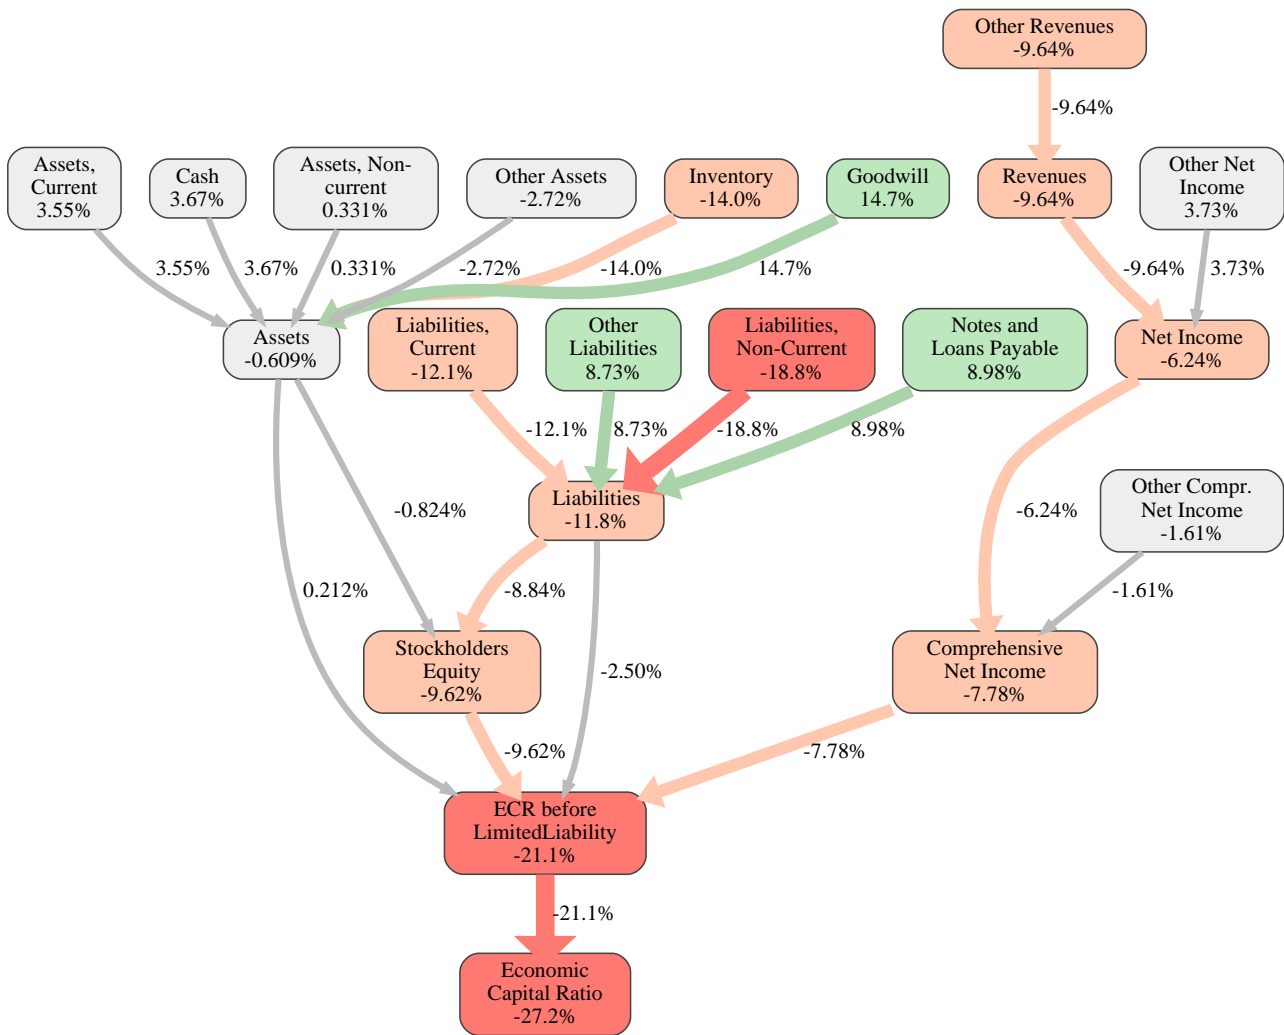 Other Revenues
-9.64%
-9.64%
Assets,
Current
3.55%
Cash
3.67%
Assets, Non-
current
0.331%
Other Assets
-2.72%
Inventory
-14.0%
Goodwill
14.7%
Revenues
-9.64%
Other Net
Income
3.73%
3.55%
3.67%
0.331%
-2.72%
-14.0%
14.7%
-9.64%
3.73%
Assets
-0.609%
Liabilities,
Current
-12.1%
Other
Liabilities
8.73%
Liabilities,
Non-Current
-18.8%
Notes and
Loans Payable
8.98%
Net Income
-6.24%
-12.1%
8.73%
-18.8%
8.98%
Liabilities
-11.8%
-0.824%
-6.24%
Other Compr.
Net Income
-1.61%
0.212%
-8.84%
-1.61%
Stockholders
Equity
-9.62%
-2.50%
Comprehensive
Net Income
-7.78%
-9.62%
-7.78%
ECR before
LimitedLiability
-21.1%
-21.1%
Economic
Capital Ratio
-27.2%